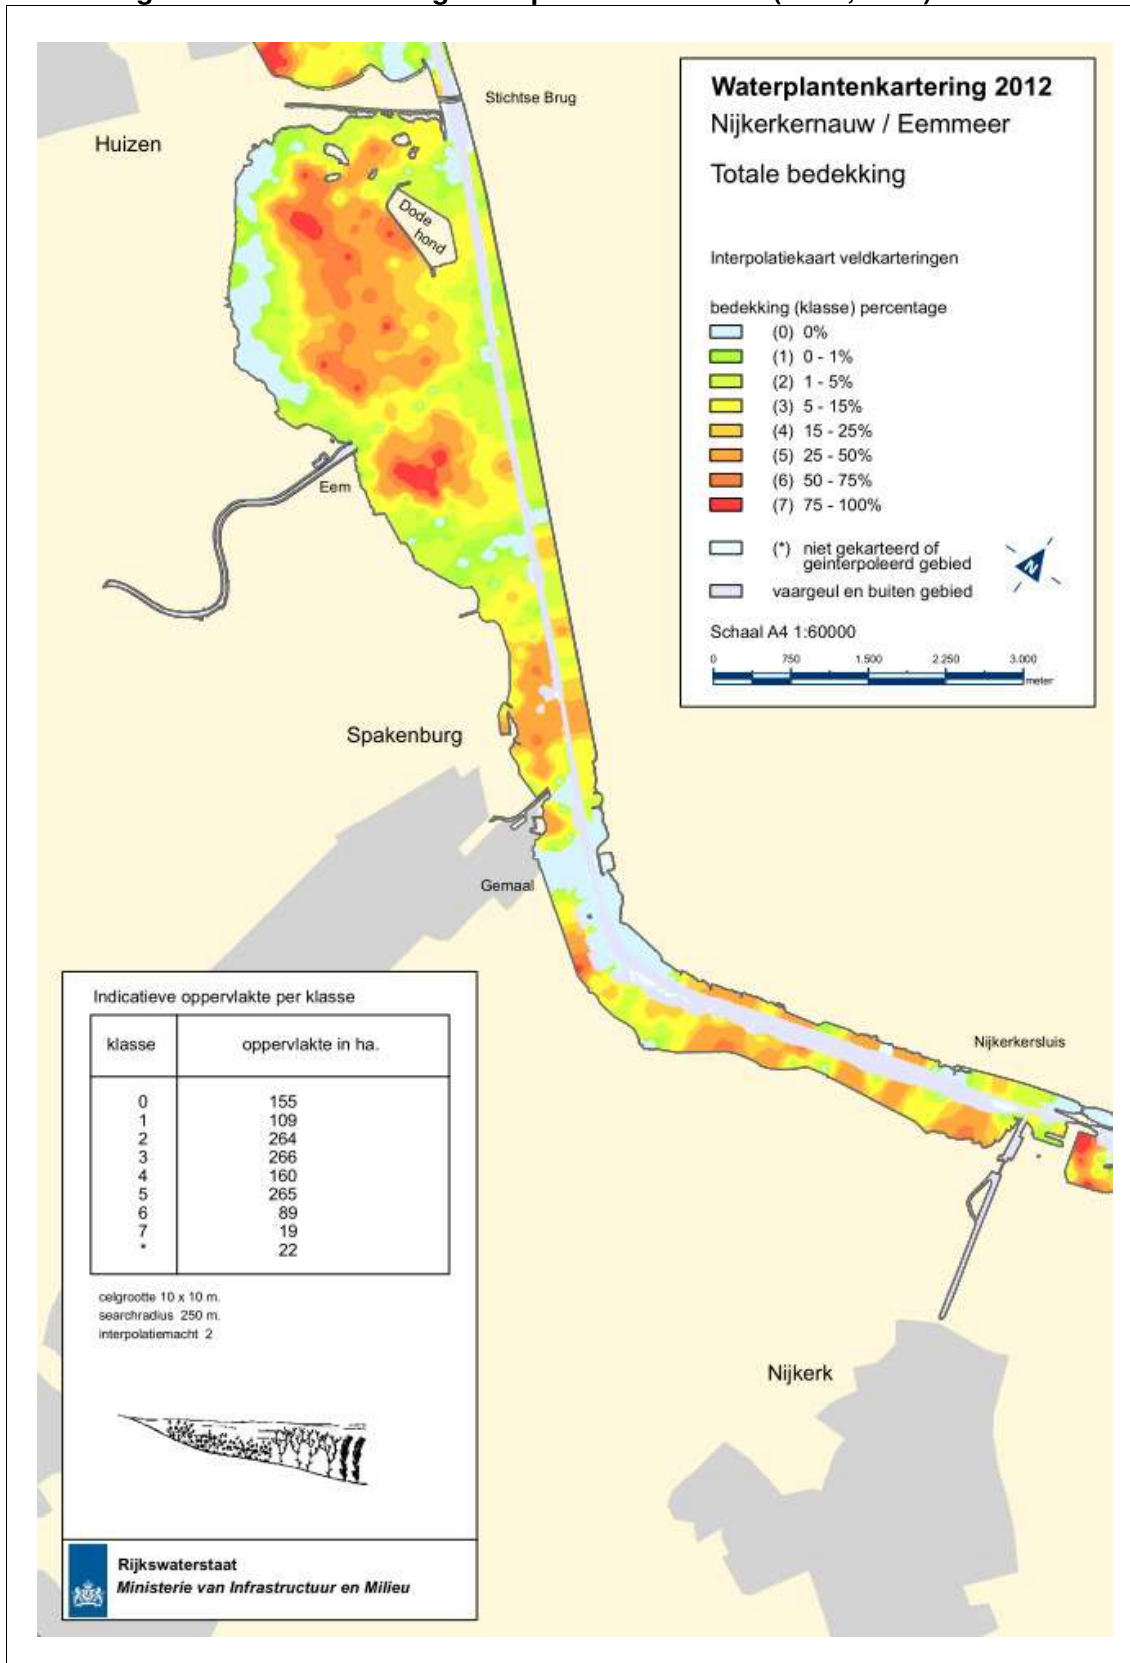 Stichtse Brug
Huizen
Dode
hond
Eem
Spakenburg
Gemaal
Nijkerkersluis
Nijkerk
Waterplantenkartering 2012
Nijkerkernauw / Eemmeer
Totale bedekking
Interpolatiekaart veldkarteringen
bedekking (klasse) percentage
(0) 0%
(1) 0 - 1%
(2) 1 - 5%
(3) 5 - 15%
(4) 15 - 25%
(5) 25 - 50%
(6) 50 - 75%
(7) 75 - 100%
(*) niet gekarteerd of
geinterpoleerd gebied
vaargeul en buiten gebied
N
Schaal A4 1:60000
0 750 1.500 2.250 3.000
meter
Indicatieve oppervlakte per klasse
klasse oppervlakte in ha.
0 155
1 109
2 264
3 266
4 160
5 265
6 89
7 19
* 22
celgrootte 10 x 10 m.
searchradius 250 m.
interpolatiemacht 2
Rijkswaterstaat
Ministerie van Infrastructuur en Milieu